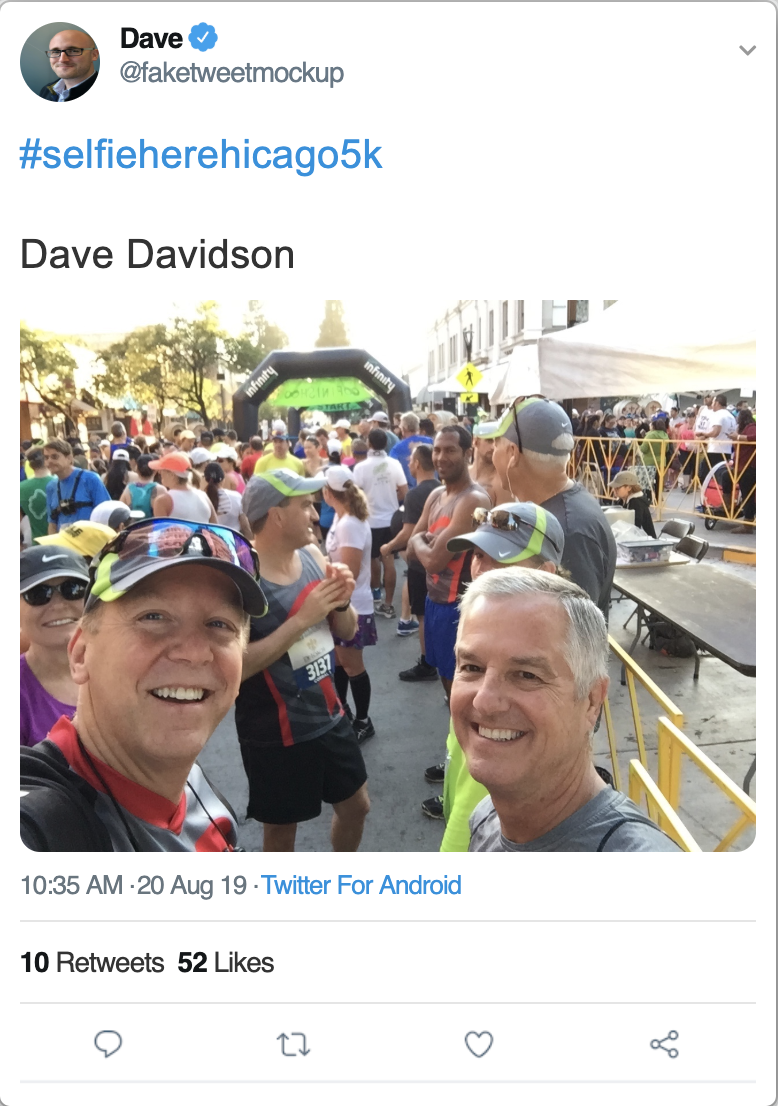 Dave
@faketweetmockup
#selfieherehicago5k
Dave Davidson
infinity
infinity
START
3137
10:35 AM · 20 Aug 19 · Twitter For Android
10 Retweets 52 Likes